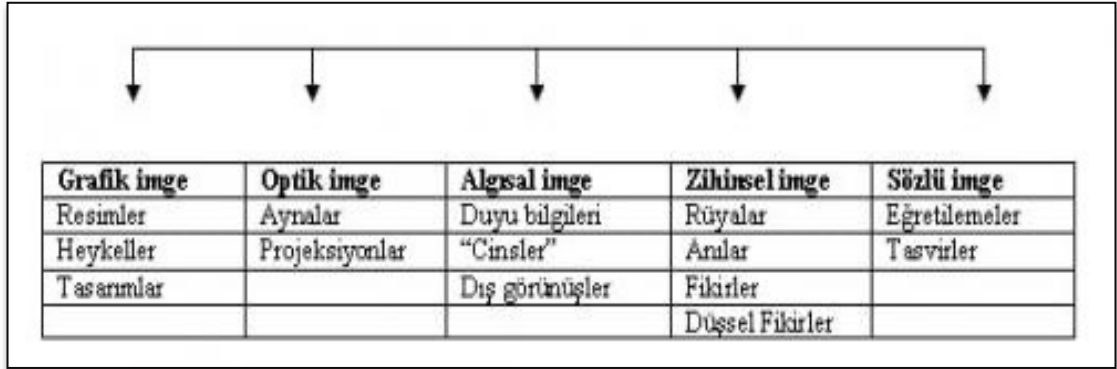 Grafik imge Optik imge Algısal imge Zihinsel imge Sözlü imge
Resimler Aynalar Duyu bilgileri Rüyalar Eğretilemeler
Heykeller Projeksiyonlar “Cinsler” Anılar Tasvirler
Tasarımlar Dış görünüşler Fikirler
Düşsel Fikirler